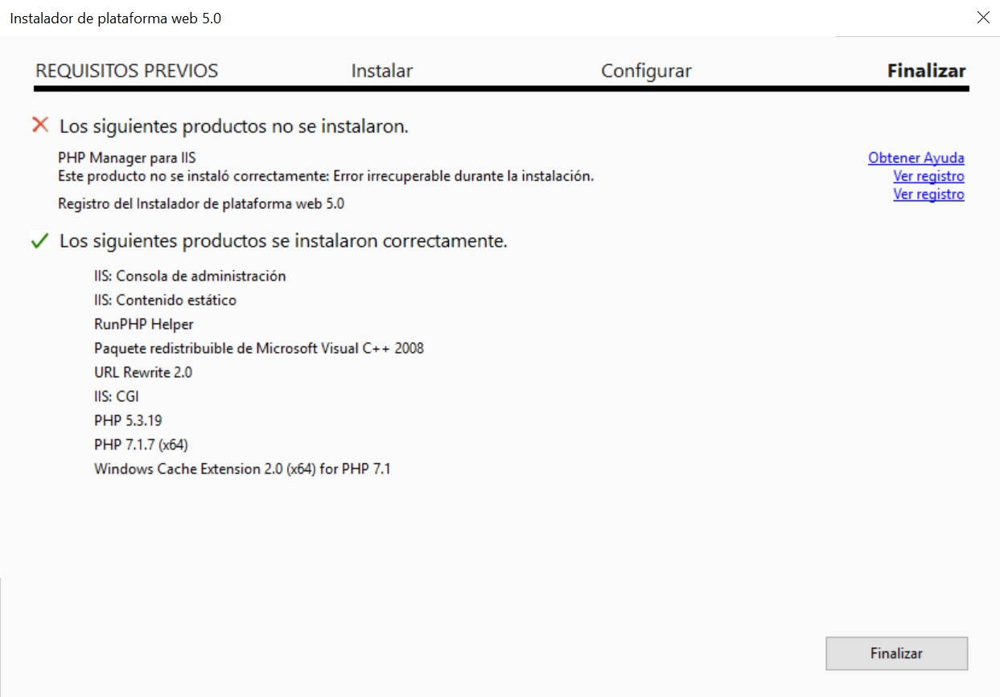 Instalador de plataforma web 5.0
REQUISITOS PREVIOS Instalar Configurar Finalizar
Los siguientes productos no se instalaron.
PHP Manager para IIS Obtener Ayuda
Este producto no se instaló correctamente: Error irrecuperable durante la instalación. Ver registro
Registro del Instalador de plataforma web 5.0 Ver registro
Los siguientes productos se instalaron correctamente.
IIS: Consola de administración
IIS: Contenido estático
RunPHP Helper
Paquete redistribuible de Microsoft Visual C++ 2008
URL Rewrite 2.0
IIS: CGI
PHP 5.3.19
PHP 7.1.7 (x64)
Windows Cache Extension 2.0 (x64) for PHP 7.1
Finalizar